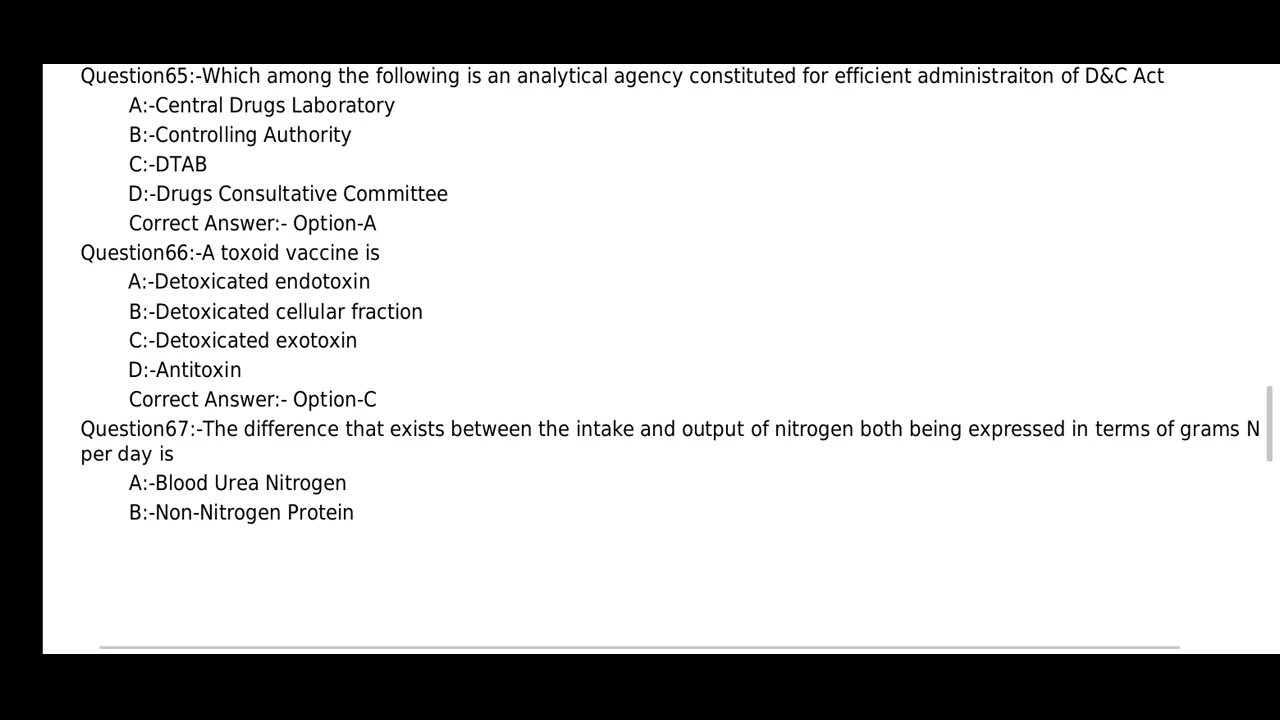 Question65:-Which among the following is an analytical agency constituted for efficient administraiton of D&C Act
A:-Central Drugs Laboratory
B:-Controlling Authority
C:-DTAB
D:-Drugs Consultative Committee
Correct Answer:- Option-A
Question66:-A toxoid vaccine is
A:-Detoxicated endotoxin
B:-Detoxicated cellular fraction
C:-Detoxicated exotoxin
D:-Antitoxin
Correct Answer:- Option-C
Question67:-The difference that exists between the intake and output of nitrogen both being expressed in terms of grams N
per day is
A:-Blood Urea Nitrogen
B:-Non-Nitrogen Protein